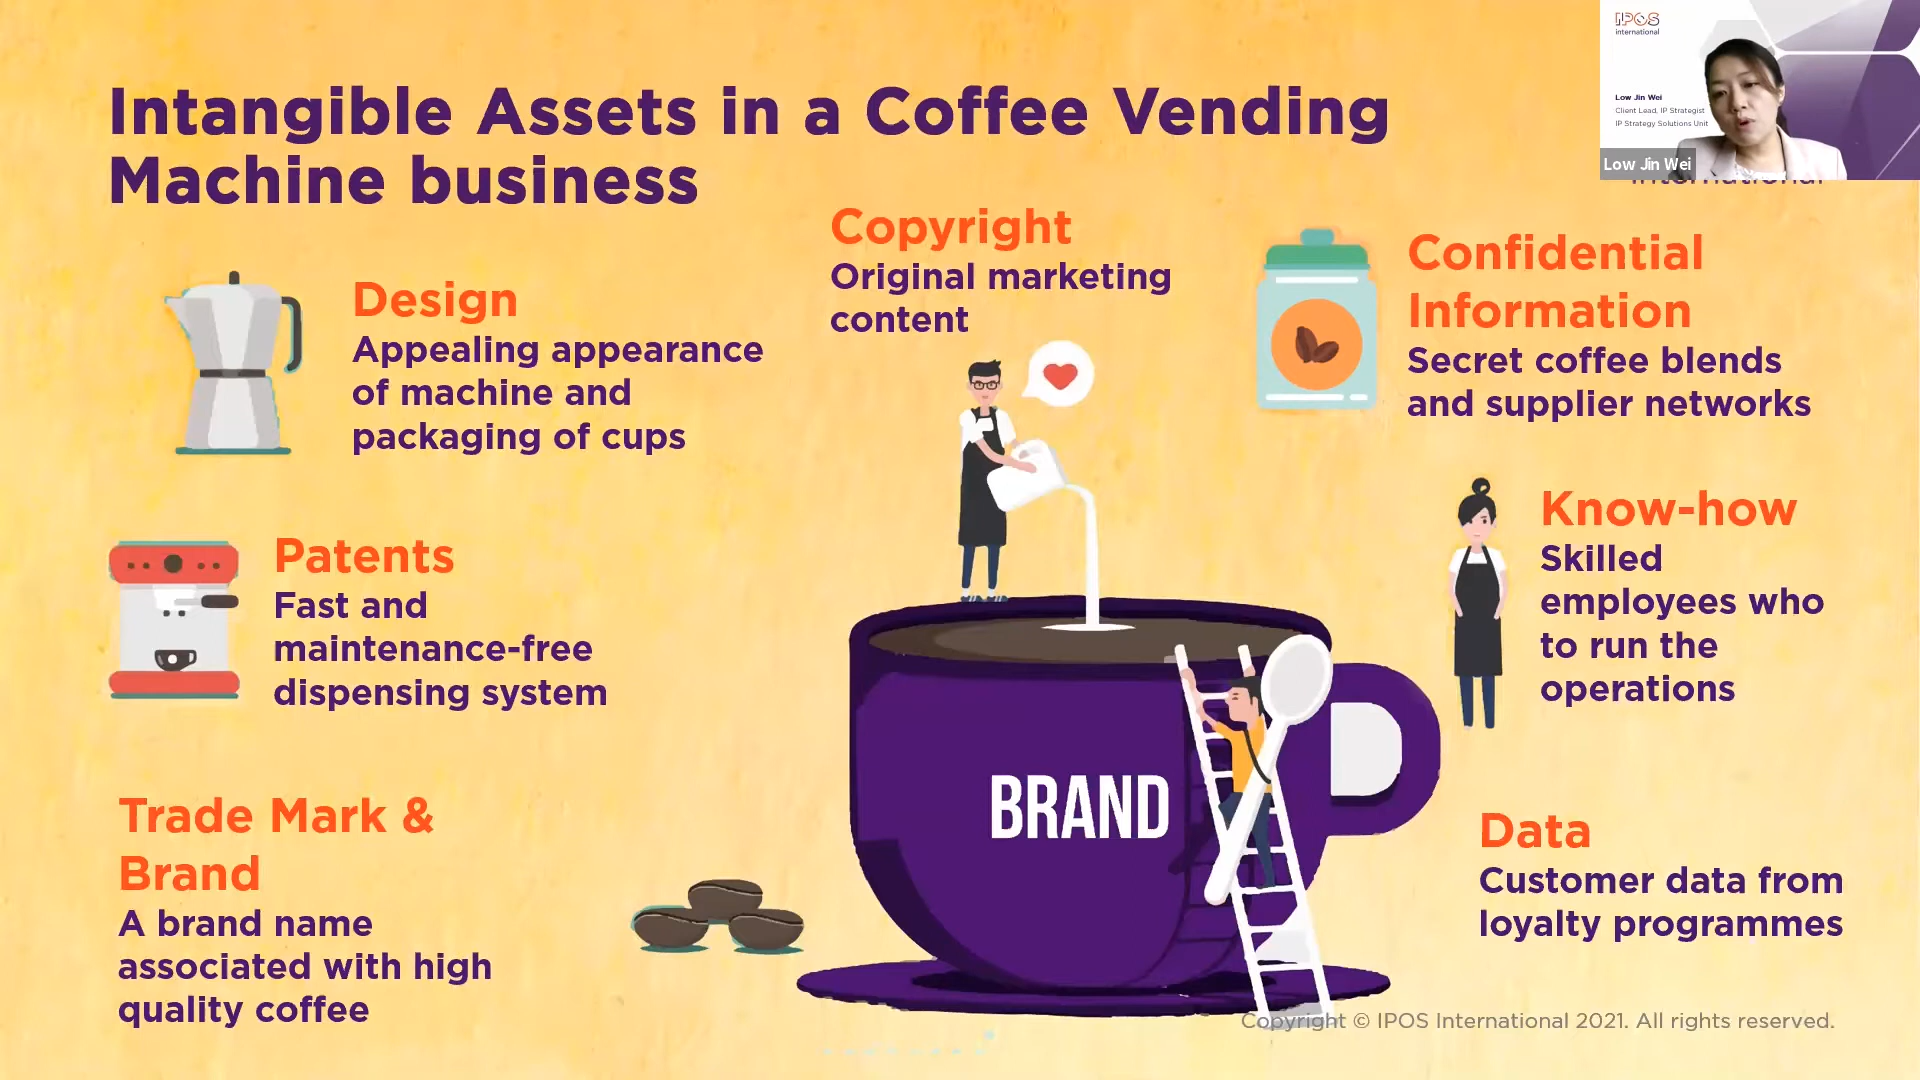 Intangible Assets in a Coffee Vending
Machine business
IPOS
international
Low Jin Wei
Client Lead, IP Strategist
IP Strategy Solutions Unit
Low Jin Wei
international
Design
Appealing appearance
of machine and
packaging of cups
Copyright
Original marketing
content
Confidential
Information
Secret coffee blends
and supplier networks
Patents
Fast and
maintenance-free
dispensing system
Know-how
Skilled
employees who
to run the
operations
Trade Mark &
Brand
A brand name
associated with high
quality coffee
BRAND
Data
Customer data from
loyalty programmes
Copyright © IPOS International 2021. All rights reserved.